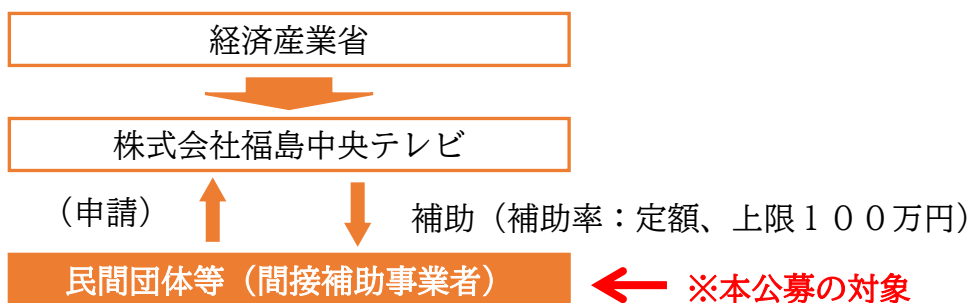 経済産業省
株式会社福島中央テレビ
（申請）
補助（補助率：定額、上限１００万円）
民間団体等（間接補助事業者）
※本公募の対象